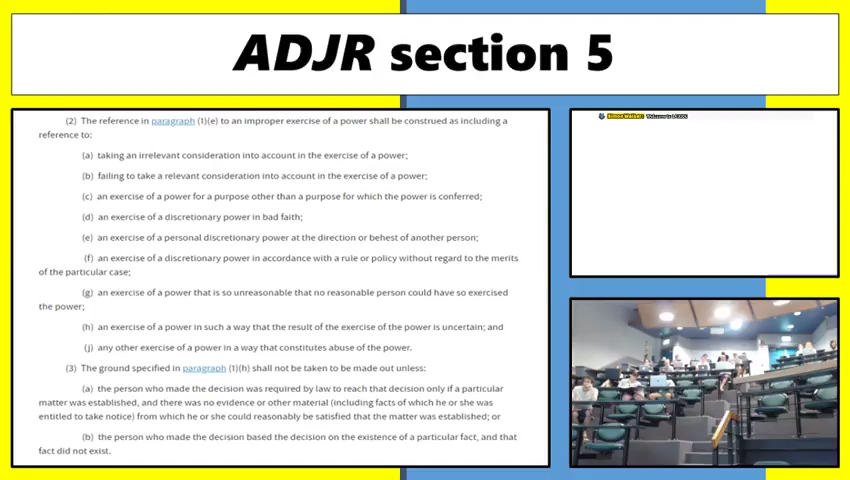 ADJR section 5
(2) The reference in paragraph (1)(e) to an improper exercise of a power shall be construed as including a
reference to:
(a) taking an irrelevant consideration into account in the exercise of a power;
(b) failing to take a relevant consideration into account in the exercise of a power;
(c) an exercise of a power for a purpose other than a purpose for which the power is conferred;
(d) an exercise of a discretionary power in bad faith;
(e) an exercise of a personal discretionary power at the direction or behest of another person;
(f) an exercise of a discretionary power in accordance with a rule or policy without regard to the merits
of the particular case;
(g) an exercise of a power that is so unreasonable that no reasonable person could have so exercised
the power;
(h) an exercise of a power in such a way that the result of the exercise of the power is uncertain; and
(j) any other exercise of a power in a way that constitutes abuse of the power.
(3) The ground specified in paragraph (1)(h) shall not be taken to be made out unless:
(a) the person who made the decision was required by law to reach that decision only if a particular
matter was established, and there was no evidence or other material (including facts of which he or she was
entitled to take notice) from which he or she could reasonably be satisfied that the matter was established; or
(b) the person who made the decision based the decision on the existence of a particular fact, and that
fact did not exist.
Welcome to